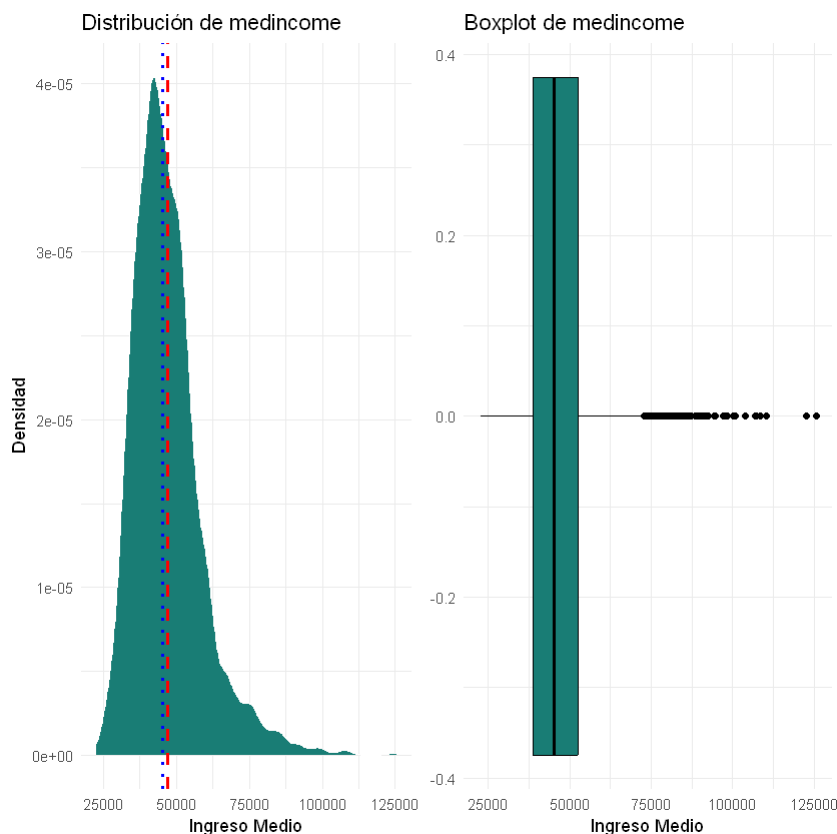 Distribución de medincome
4e-05
3e-05
2e-05
1e-05
0e+00
Densidad
25000 50000 75000 100000 125000
Ingreso Medio
Boxplot de medincome
0.4
0.2
0.0
-0.2
-0.4
25000 50000 75000 100000 125000
Ingreso Medio